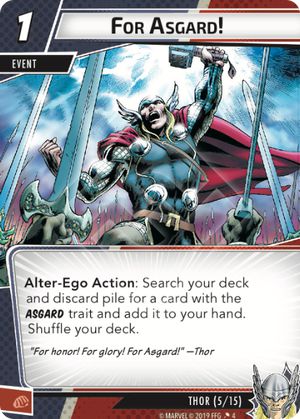 1
FOR ASGARD!
EVENT
Alter-Ego Action: Search your deck
and discard pile for a card with the
ASGARD trait and add it to your hand.
Shuffle your deck.
"For honor! For glory! For Asgard!" —Thor
© MARVEL © 2019 FFG 4
THOR (5/15)